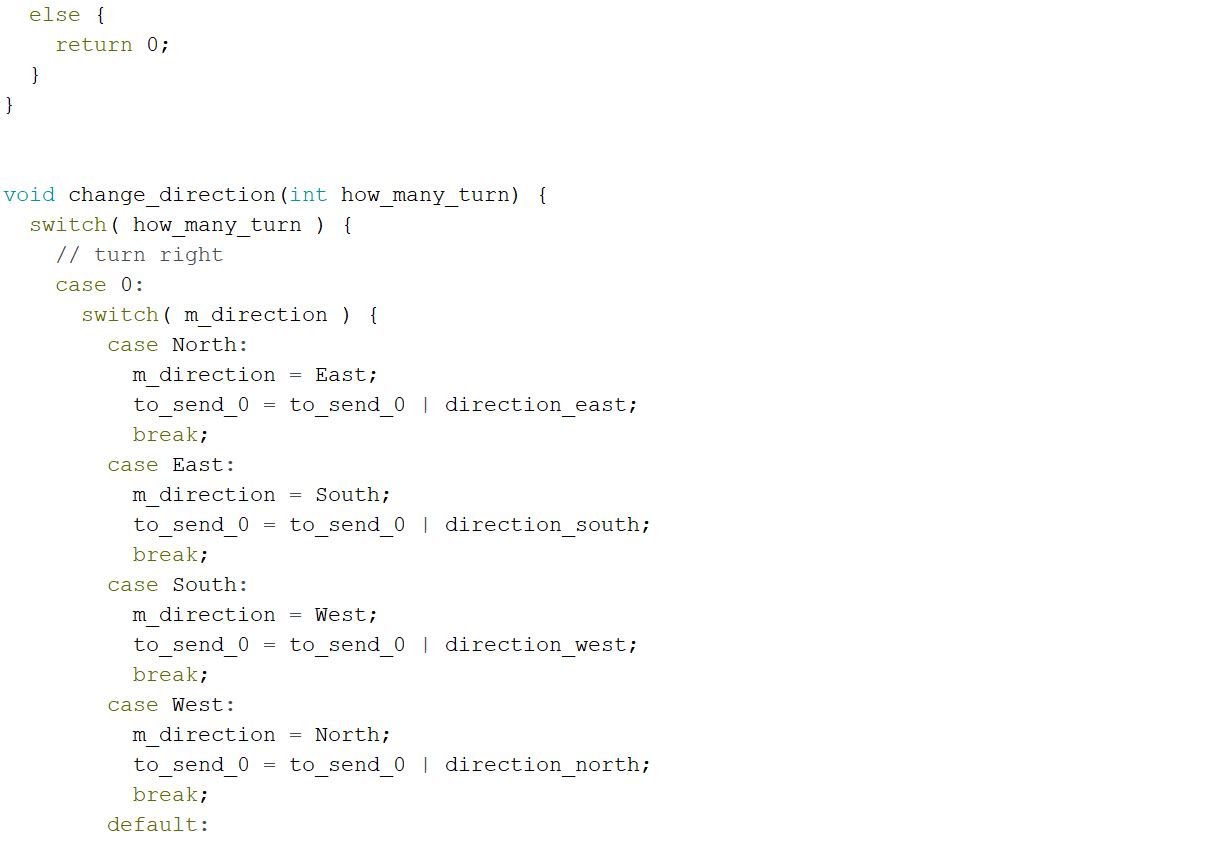 else {
return 0;
}
}
void change_direction(int how_many_turn) {
switch( how_many_turn ) {
// turn right
case 0:
switch( m_direction ) {
case North:
m_direction = East;
to_send_0 = to_send_0 | direction_east;
break;
case East:
m_direction = South;
to_send_0 = to_send_0 | direction_south;
break;
case South:
m_direction = West;
to_send_0 = to_send_0 | direction_west;
break;
case West:
m_direction = North;
to_send_0 = to_send_0 | direction_north;
break;
default: